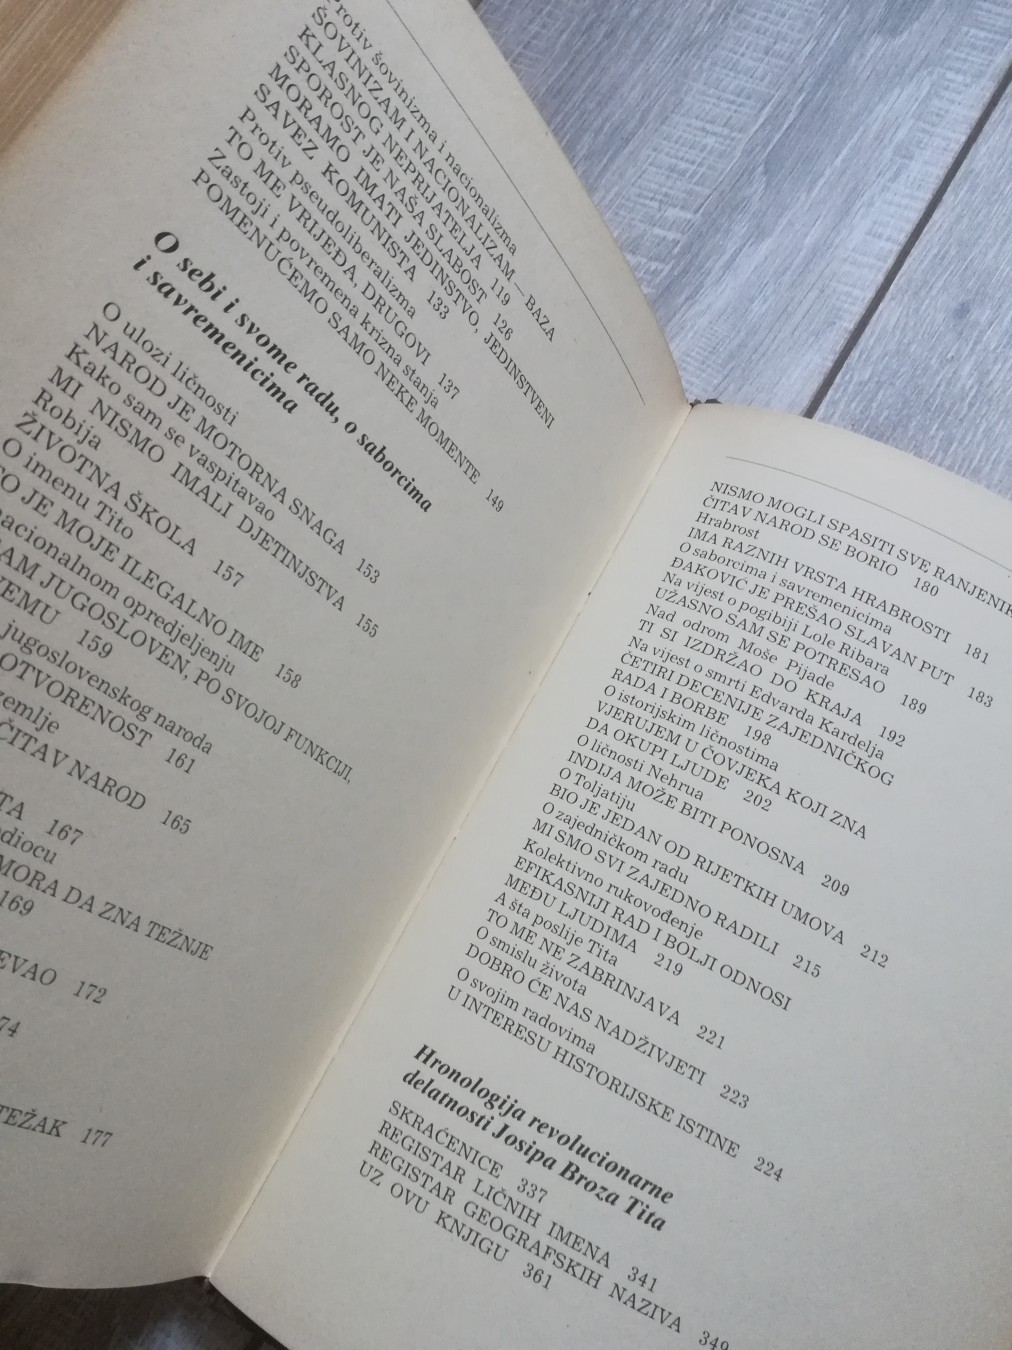 Protiv šovinizma i nacionalizma
ŠOVINIZAM I NACIONALIZAM — BAZA
KLASNOG NEPRIJATELJA 119
SPOROST JE NAŠA SLABOST 126
MORAMO IMATI JEDINSTVO, JEDINSTVENI
SAVEZ KOMUNISTA 133
Protiv pseudoliberalizma
TO ME VRIJEĐA, DRUGOVI 137
Zastoji i povremena krizna stanja
POMENUĆEMO SAMO NEKE MOMENTE 149
O sebi i svome radu, o saborcima
i savremenicima
O ulozi ličnosti
NAROD JE MOTORNA SNAGA 153
Kako sam se vaspitavao
MI NISMO IMALI DJETINJSTVA 155
Robija
ŽIVOTNA ŠKOLA 157
O imenu Tito
TO JE MOJE ILEGALNO IME 158
nacionalnom opredjeljenju
SAM JUGOSLOVEN, PO SVOJOJ FUNKCIJI,
EMU 159
jugoslovenskog naroda
OTVORENOST 161
zemlje
ČITAV NAROD 165
TA 167
diocu
MORA DA ZNA TEŽNJE
169
EVAO 172
74
TEŽAK 177
NISMO MOGLI SPASITI SVE RANJENIK
ČITAV NAROD SE BORIO 180
Hrabrost
IMA RAZNIH VRSTA HRABROSTI 181
O saborcima i savremenicima
ĐAKOVIĆ JE PREŠAO SLAVAN PUT 183
Na vijest o pogibiji Lole Ribara
UŽASNO SAM SE POTRESAO 189
Nad odrom Moše Pijade
TI SI IZDRŽAO DO KRAJA 192
Na vijest o smrti Edvarda Kardelja
ČETIRI DECENIJE ZAJEDNIČKOG
RADA I BORBE 198
O istorijskim ličnostima
VJERUJEM U ČOVJEKA KOJI ZNA
DA OKUPI LJUDE 202
O ličnosti Nehrua
INDIJA MOŽE BITI PONOSNA 209
O Toljatiju
BIO JE JEDAN OD RIJETKIH UMOVA 212
O zajedničkom radu
MI SMO SVI ZAJEDNO RADILI 215
Kolektivno rukovođenje
EFIKASNIJI RAD I BOLJI ODNOSI
MEĐU LJUDIMA 219
A šta poslije Tita
TO ME NE ZABRINJAVA 221
O smislu života
DOBRO ĆE NAS NADŽIVJETI 223
O svojim radovima
U INTERESU HISTORIJSKE ISTINE 224
Hronologija revolucionarne
delatnosti Josipa Broza Tita
SKRAĆENICE 337
REGISTAR LIČNIH IMENA 341
REGISTAR GEOGRAFSKIH NAZIVA 349
UZ OVU KNJIGU 361